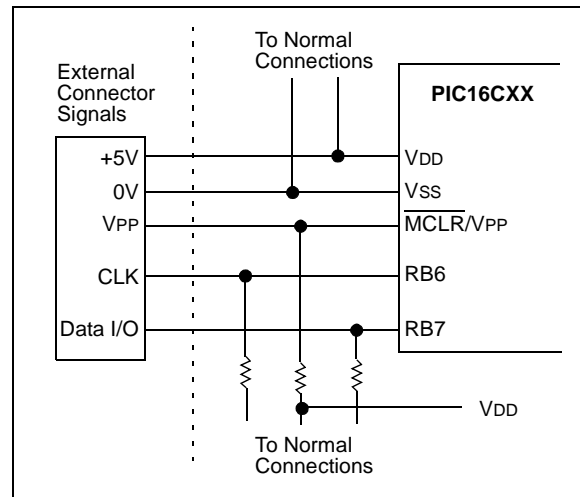 To Normal
Connections
External
Connector
Signals
PIC16CXX
+5V
VDD
0V
VSS
VPP
MCLR/VPP
CLK
RB6
Data I/O
RB7
VDD
To Normal
Connections